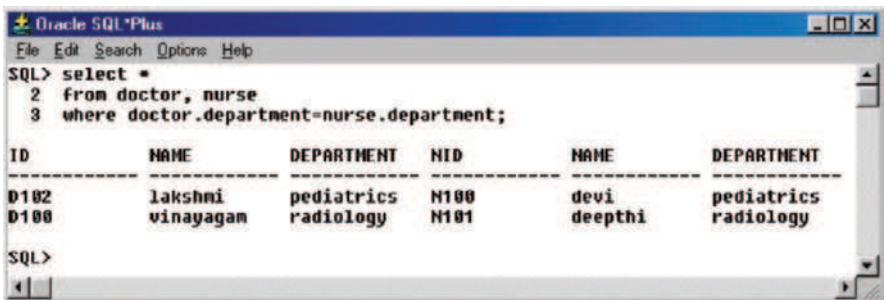 Oracle SQL*Plus
File Edit Search Options Help
SQL> select *
2 from doctor, nurse
3 where doctor.department=nurse.department;
ID NAME DEPARTMENT NID NAME DEPARTMENT
------------ ------------ ------------ ------------ ------------ ------------
D102 lakshmi pediatrics N100 devi pediatrics
D100 vinayagam radiology N101 deepthi radiology
SQL>